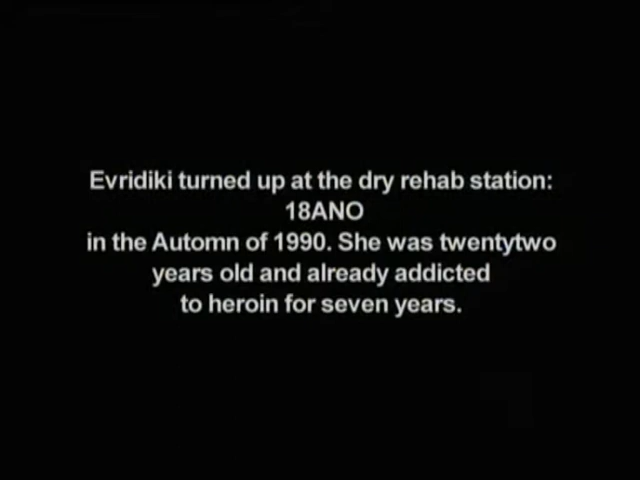 Evridiki turned up at the dry rehab station:
18ANO
in the Automn of 1990. She was twentytwo
years old and already addicted
to heroin for seven years.